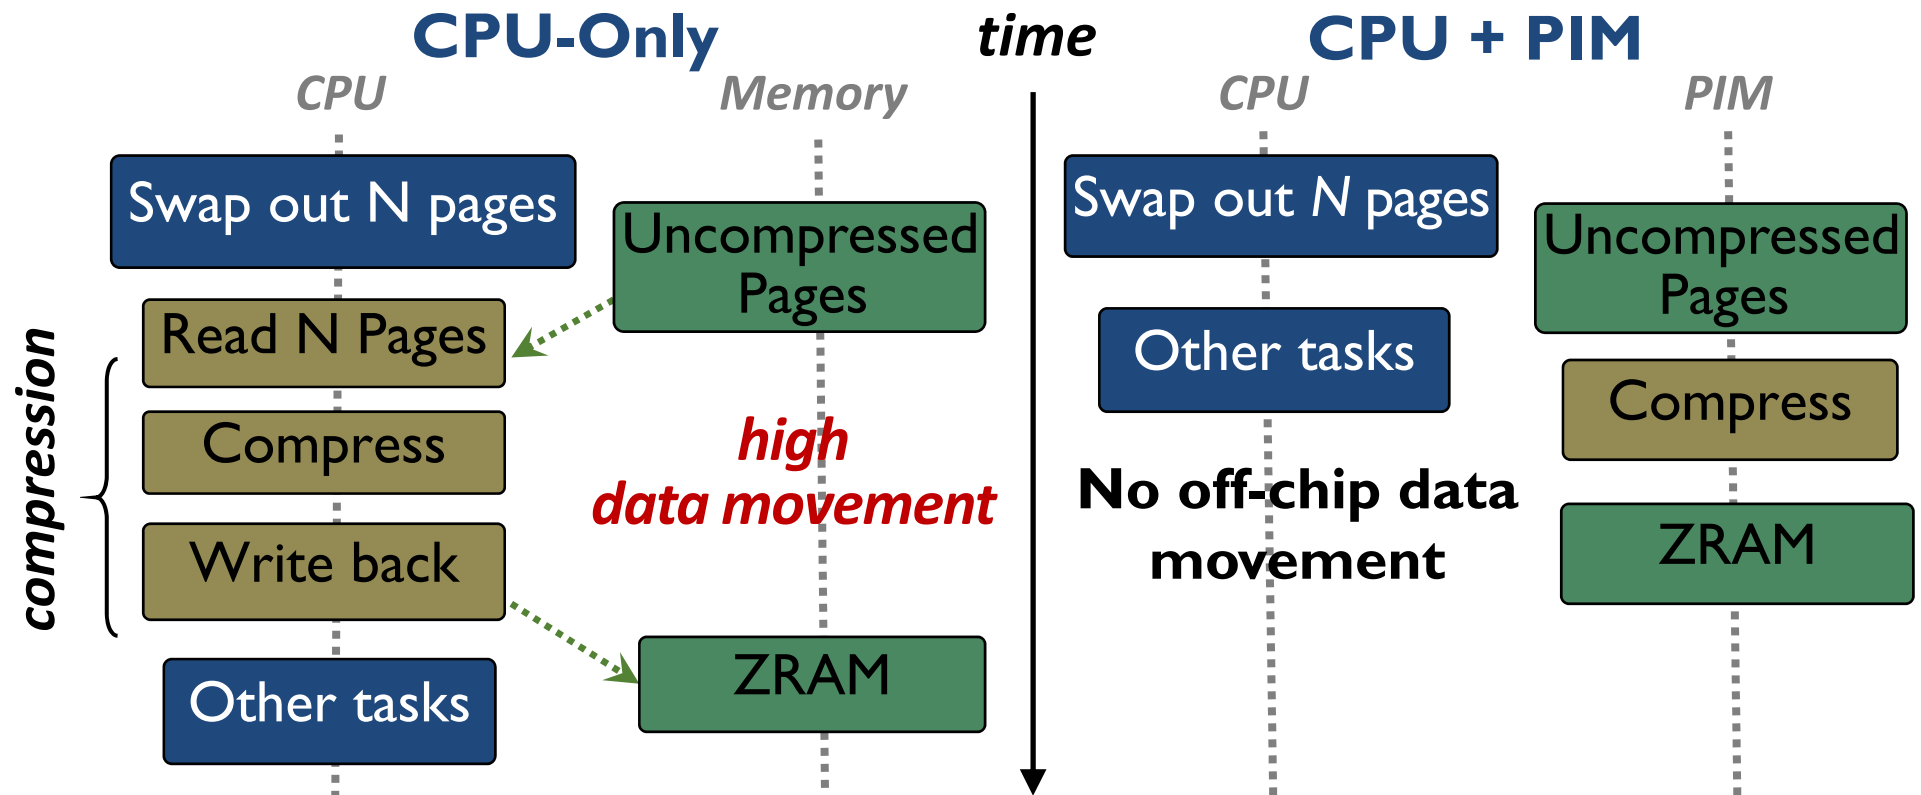 CPU-Only
time
CPU + PIM
CPU
Memory
CPU
PIM
Swap out N pages
Uncompressed
Pages
Read N Pages
Compress
Write back
compression
high
data movement
ZRAM
Other tasks
Swap out N pages
Other tasks
No off-chip data
movement
Uncompressed
Pages
Compress
ZRAM